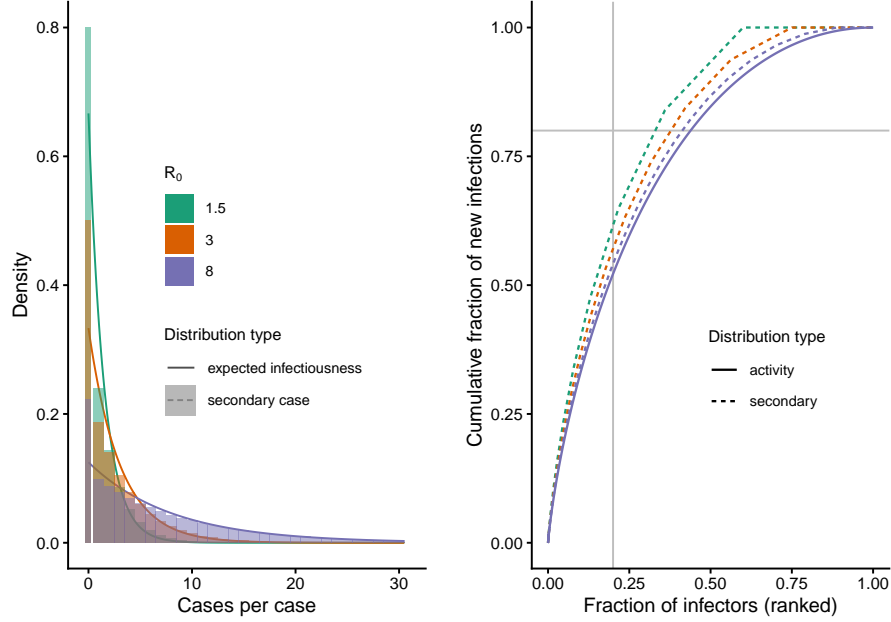 0.8
0.6
0.4
0.2
0.0
Density
0
10
20
30
Cases per case
R0
1.5
3
8
Distribution type
expected infectiousness
secondary case
1.00
0.75
0.50
0.25
0.00
Cumulative fraction of new infections
0.00
0.25
0.50
0.75
1.00
Fraction of infectors (ranked)
Distribution type
activity
secondary